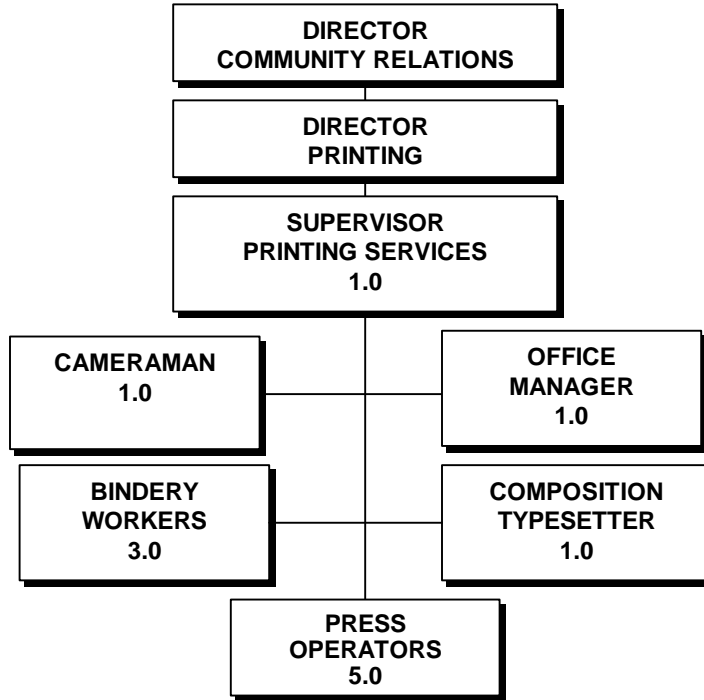 DIRECTOR
COMMUNITY RELATIONS
DIRECTOR
PRINTING
SUPERVISOR
PRINTING SERVICES
1.0
CAMERAMAN
1.0
OFFICE
MANAGER
1.0
BINDERY
WORKERS
3.0
COMPOSITION
TYPESETTER
1.0
PRESS
OPERATORS
5.0